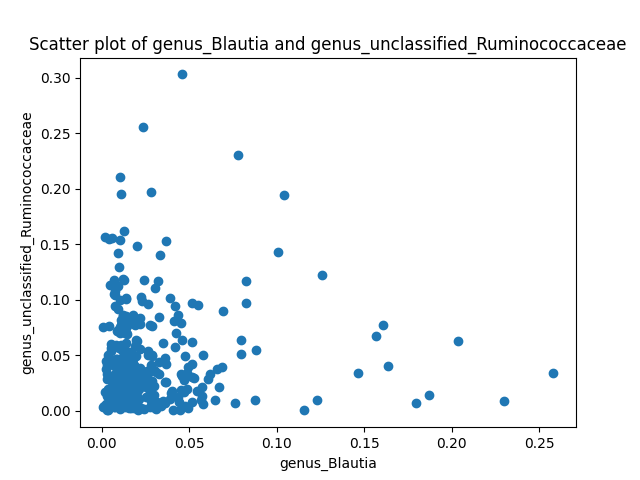 Scatter plot of genus_Blautia and genus_unclassified_Ruminococcaceae
0.30
0.25
0.20
0.15
0.10
0.05
0.00
genus_unclassified_Ruminococcaceae
0.00 0.05 0.10 0.15 0.20 0.25
genus_Blautia